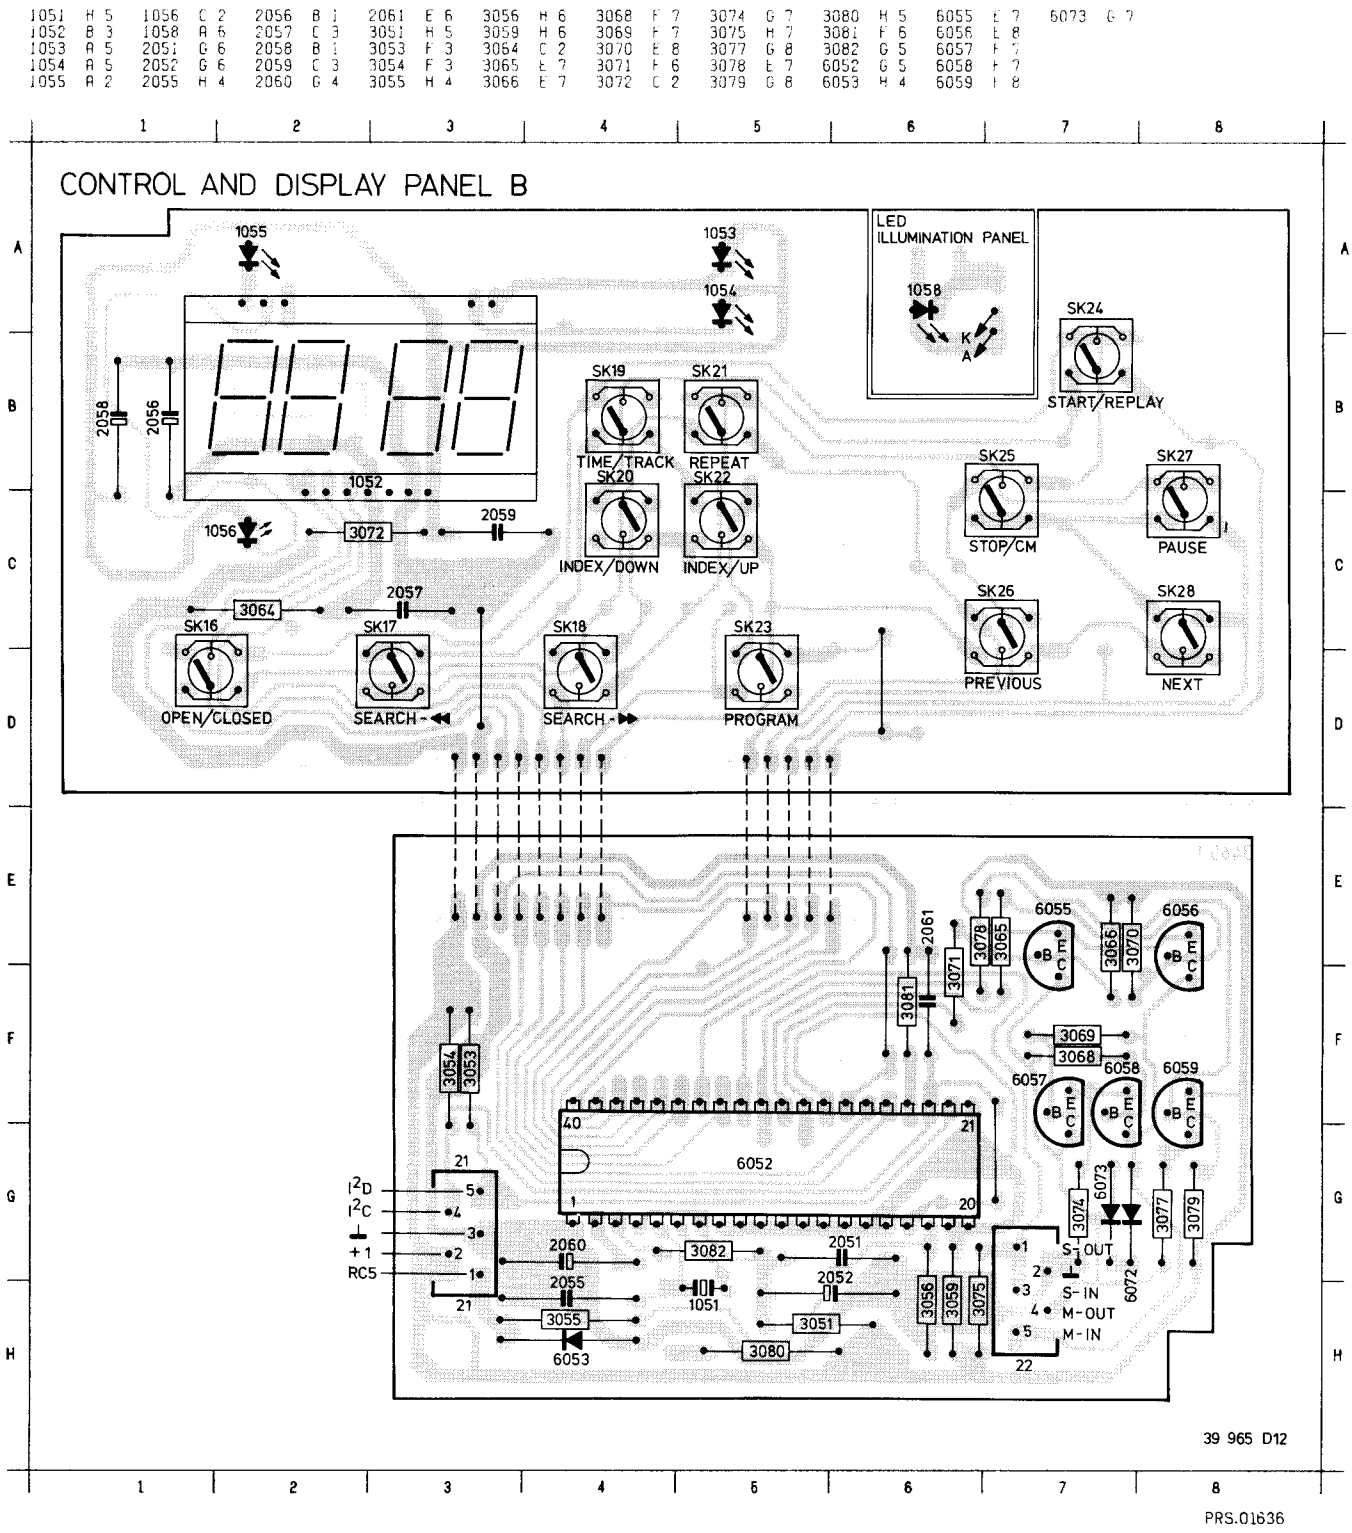 1051 H 5 1056 C 2 2056 B 1 2061 E 6 3056 H 6 3068 F 7 3074 G 7 3080 H 5 6055 E 7 6073 G 7
1052 B 3 1058 A 6 2057 C 3 3051 H 5 3059 H 6 3069 F 7 3075 H 7 3081 F 6 6056 E 8
1053 A 5 2051 G 6 2058 B 1 3053 F 3 3064 C 2 3070 E 8 3077 G 8 3082 G 5 6057 F 7
1054 A 5 2052 G 6 2059 C 3 3054 F 3 3065 E 7 3071 F 6 3078 E 7 6052 G 5 6058 F 7
1055 A 2 2055 H 4 2060 G 4 3055 H 4 3066 E 7 3072 C 2 3079 G 8 6053 H 4 6059 F 8
1 2 3 4 5 6 7 8
CONTROL AND DISPLAY PANEL B
A A
1055
1053
LED
ILLUMINATION PANEL
1054
1058
SK24
K
A
START/REPLAY
B B
2058
2056
SK19 SK21
TIME/TRACK REPEAT
SK25 SK27
1052
SK20 SK22
1056
3072
2059
STOP/CM PAUSE
C C
INDEX/DOWN INDEX/UP
3064
2057
SK26 SK28
SK16 SK17 SK18 SK23
PREVIOUS NEXT
OPEN/CLOSED SEARCH- SEARCH- PROGRAM
D D
E E
2061
3078
3065
6055
B E C
3066
3070
6056
B E C
3071
3081
F F
3054
3053
3069
3068
6057 6058 6059
B E C
B E C
B E C
40 21
6052
1 20
21
I²D 5
I²C 4
3
+1 2
RC5 1
21
G G
3074
6073
3077
3079
2060
3082
2051
1 S-OUT
2
3 S-IN
4 M-OUT
5 M-IN
22
6072
2055
1051
2052
3056
3059
3075
3055
3051
6053
3080
H H
39 965 D12
1 2 3 4 5 6 7 8
PRS.01636